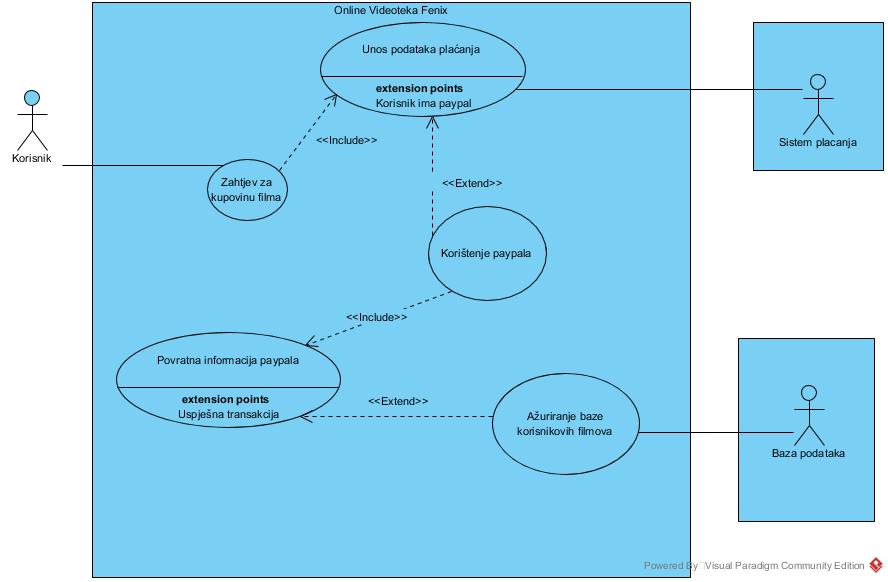 Online Videoteka Fenix
Unos podataka plaćanja
extension points
Korisnik ima paypal
Korisnik
<<Include>>
Sistem placanja
Zahtjev za
kupovinu filma
<<Extend>>
Korištenje paypala
<<Include>>
Povratna informacija paypala
extension points
Uspješna transakcija
<<Extend>>
Ažuriranje baze
korisnikovih filmova
Baza podataka
Powered By Visual Paradigm Community Edition